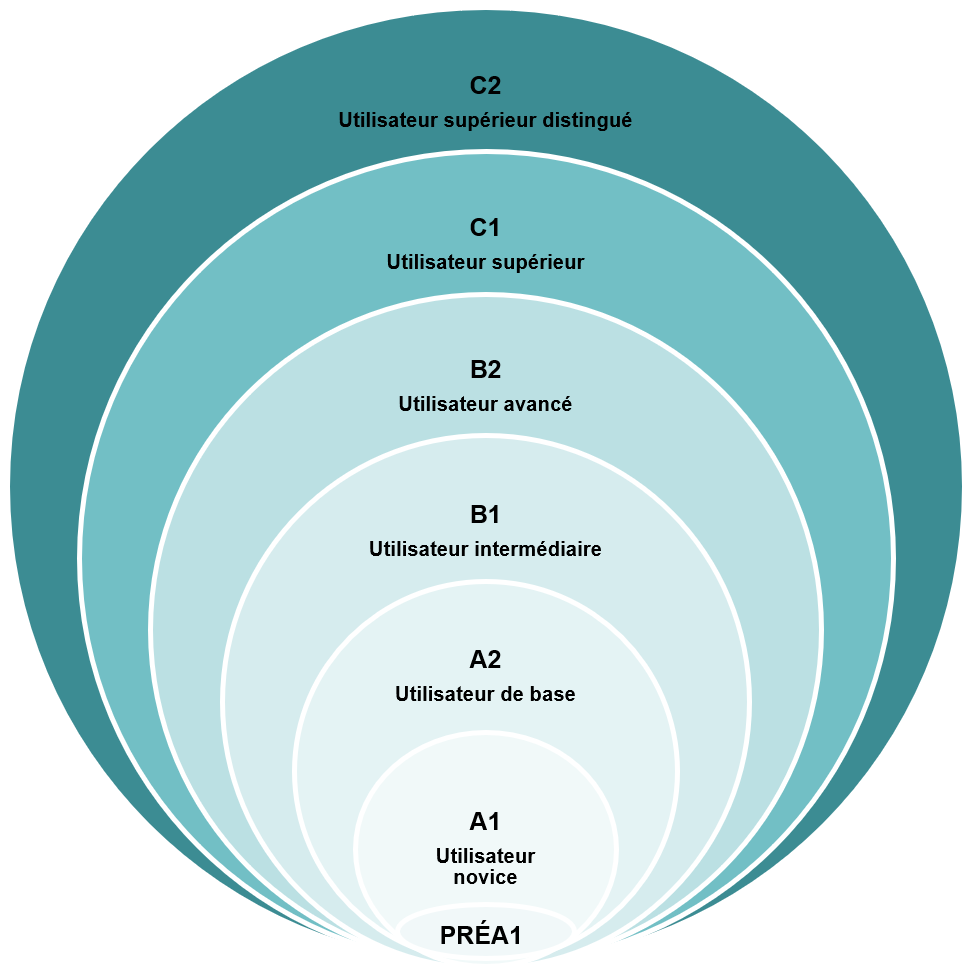 C2
Utilisateur supérieur distingué
C1
Utilisateur supérieur
B2
Utilisateur avancé
B1
Utilisateur intermédiaire
A2
Utilisateur de base
A1
Utilisateur
novice
PRÉA1